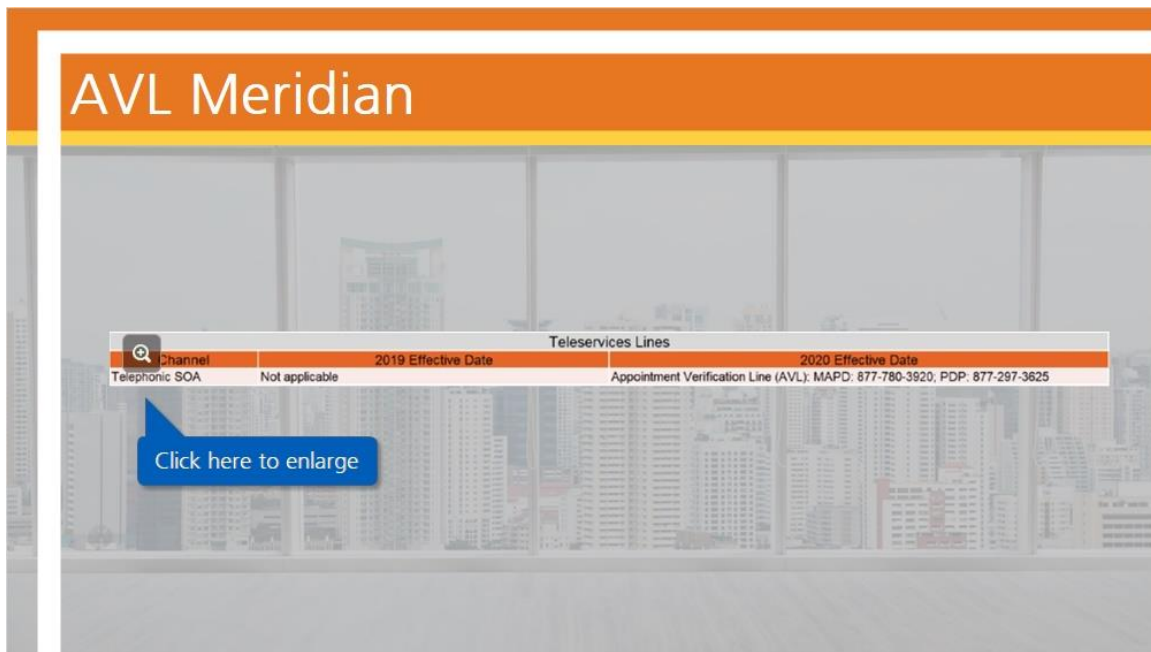 AVL Meridian
Teleservices Lines
Channel 2019 Effective Date 2020 Effective Date
Telephonic SOA Not applicable Appointment Verification Line (AVL): MAPD: 877-780-3920; PDP: 877-297-3625
Click here to enlarge